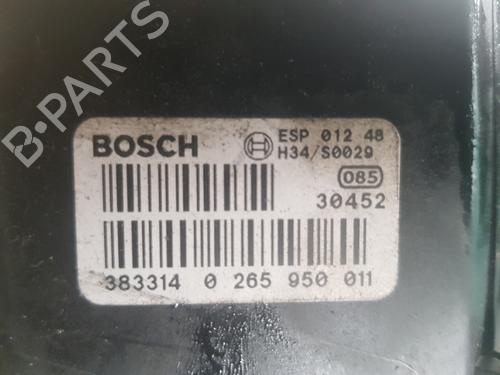 B-PARTS
BOSCH
ESP 012 48
H34/S0029
085
30452
383314 0 265 950 011